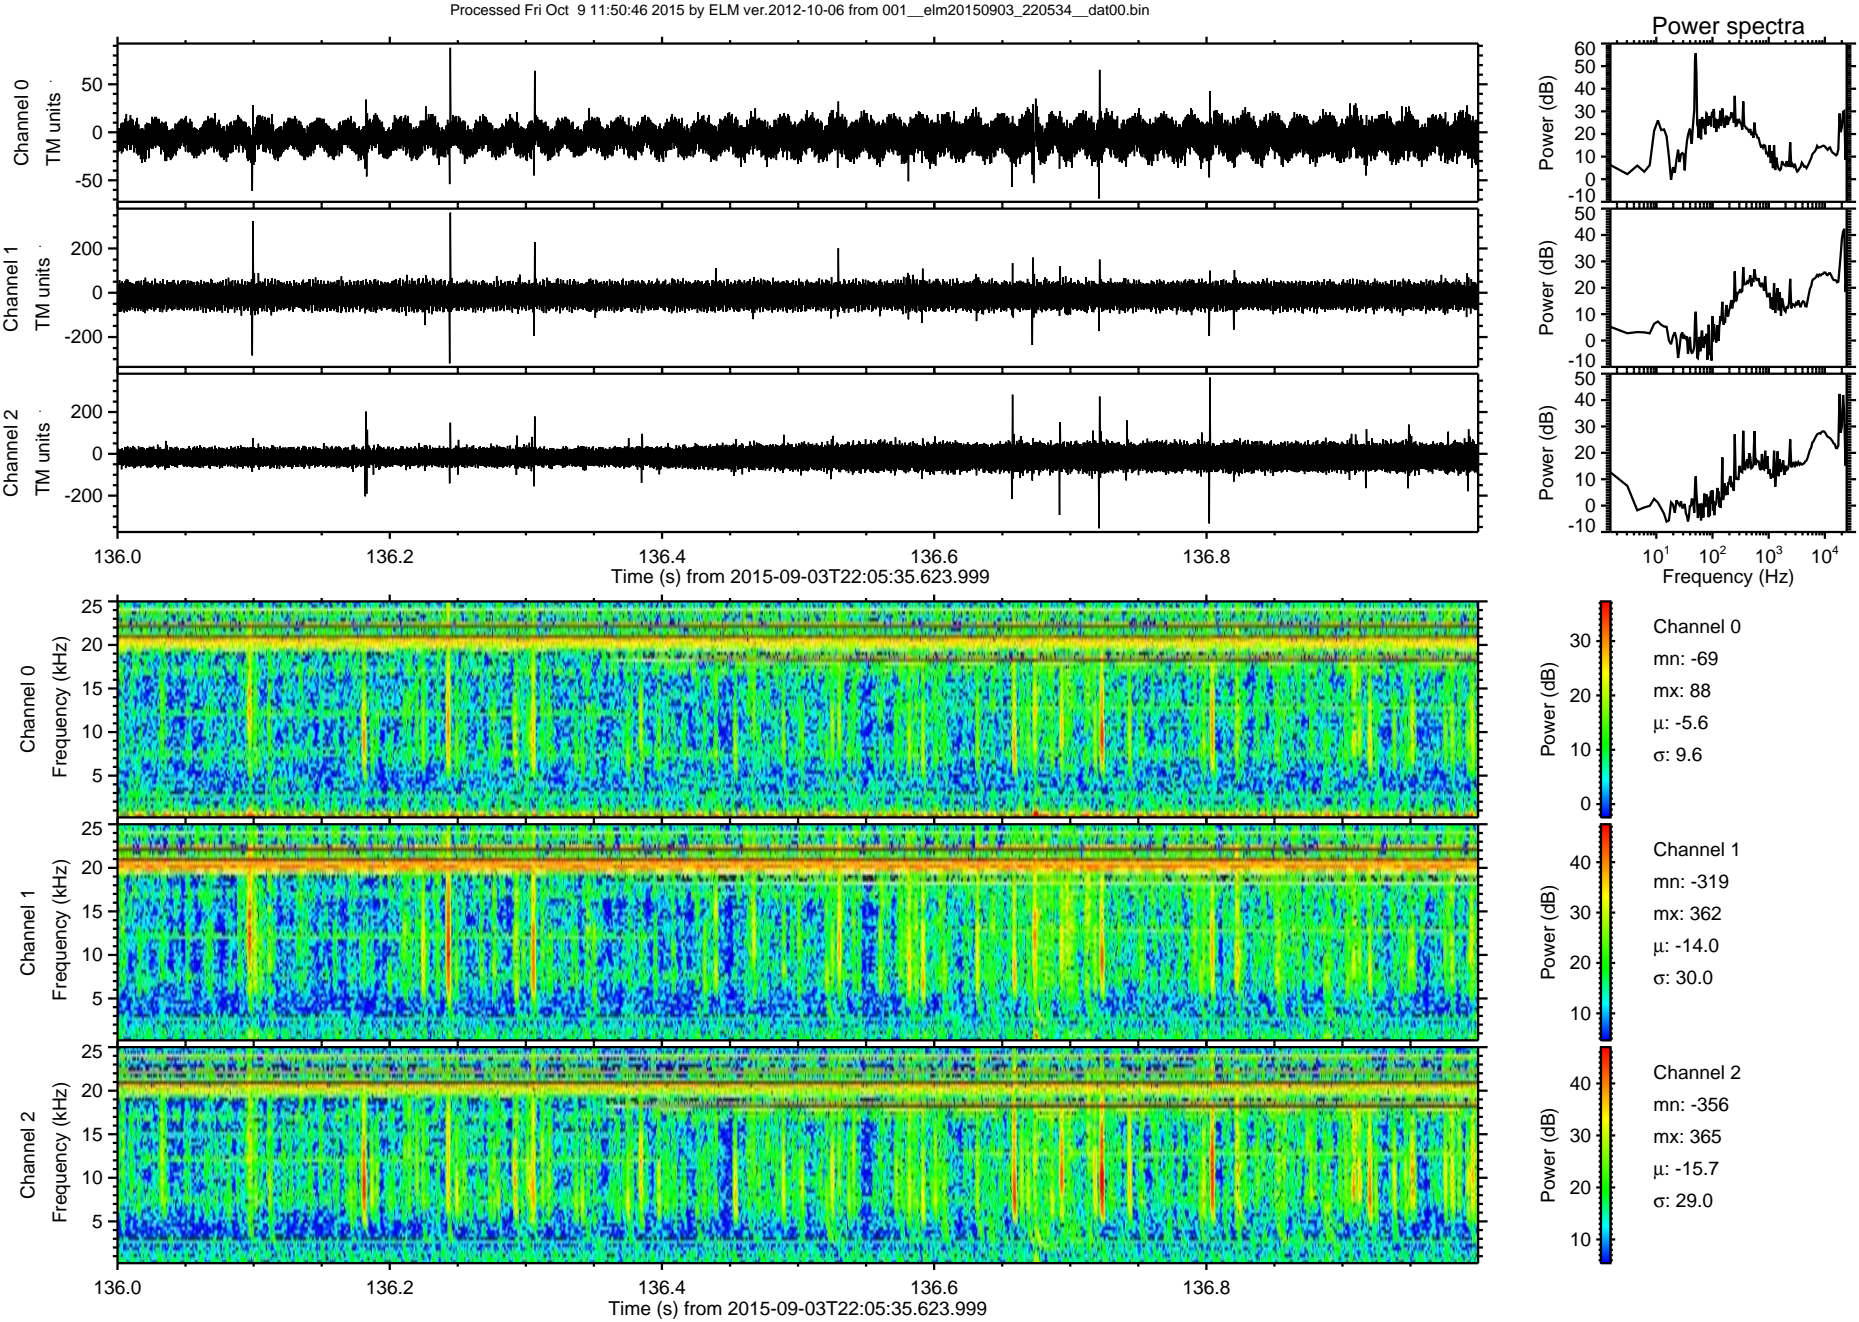 Processed Fri Oct  9 11:50:46 2015 by ELM ver.2012-10-06 from 001__elm20150903_220534__dat00.bin
Power spectra
Channel 0
TM units
50
0
-50
Power (dB)
60
50
40
30
20
10
0
-10
Channel 1
TM units
200
0
-200
Power (dB)
50
40
30
20
10
0
-10
Channel 2
TM units
200
0
-200
Power (dB)
50
40
30
20
10
0
-10
136.0
136.2
136.4
136.6
136.8
Time (s) from 2015-09-03T22:05:35.623.999
10^1
10^2
10^3
10^4
Frequency (Hz)
Channel 0
Frequency (kHz)
25
20
15
10
5
Power (dB)
30
20
10
0
Channel 0
mn: -69
mx: 88
μ: -5.6
σ: 9.6
Channel 1
Frequency (kHz)
25
20
15
10
5
Power (dB)
40
30
20
10
Channel 1
mn: -319
mx: 362
μ: -14.0
σ: 30.0
Channel 2
Frequency (kHz)
25
20
15
10
5
Power (dB)
40
30
20
10
Channel 2
mn: -356
mx: 365
μ: -15.7
σ: 29.0
136.0
136.2
136.4
136.6
136.8
Time (s) from 2015-09-03T22:05:35.623.999